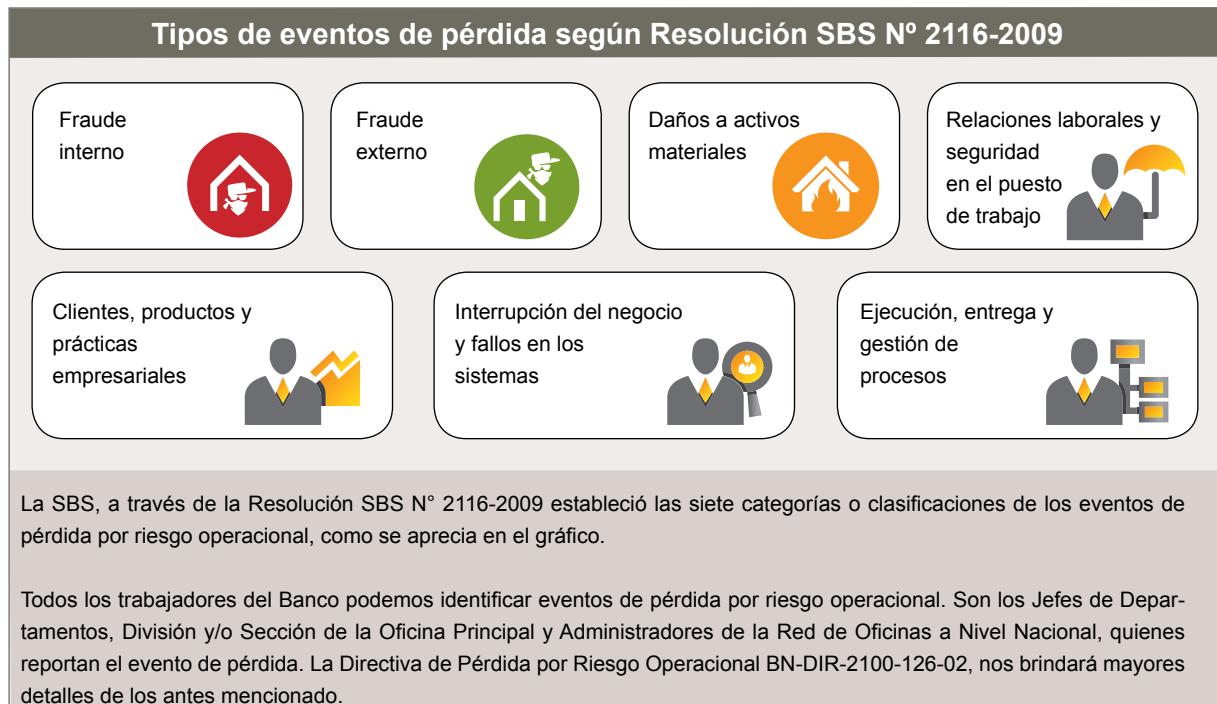 Tipos de eventos de pérdida según Resolución SBS Nº 2116-2009
Fraude
interno
Fraude
externo
Daños a activos
materiales
Relaciones laborales y
seguridad
en el puesto
de trabajo
Clientes, productos y
prácticas
empresariales
Interrupción del negocio
y fallos en los
sistemas
Ejecución, entrega y
gestión de
procesos
La SBS, a través de la Resolución SBS N° 2116-2009 estableció las siete categorías o clasificaciones de los eventos de
pérdida por riesgo operacional, como se aprecia en el gráfico.
Todos los trabajadores del Banco podemos identificar eventos de pérdida por riesgo operacional. Son los Jefes de Depar-
tamentos, División y/o Sección de la Oficina Principal y Administradores de la Red de Oficinas a Nivel Nacional, quienes
reportan el evento de pérdida. La Directiva de Pérdida por Riesgo Operacional BN-DIR-2100-126-02, nos brindará mayores
detalles de los antes mencionado.